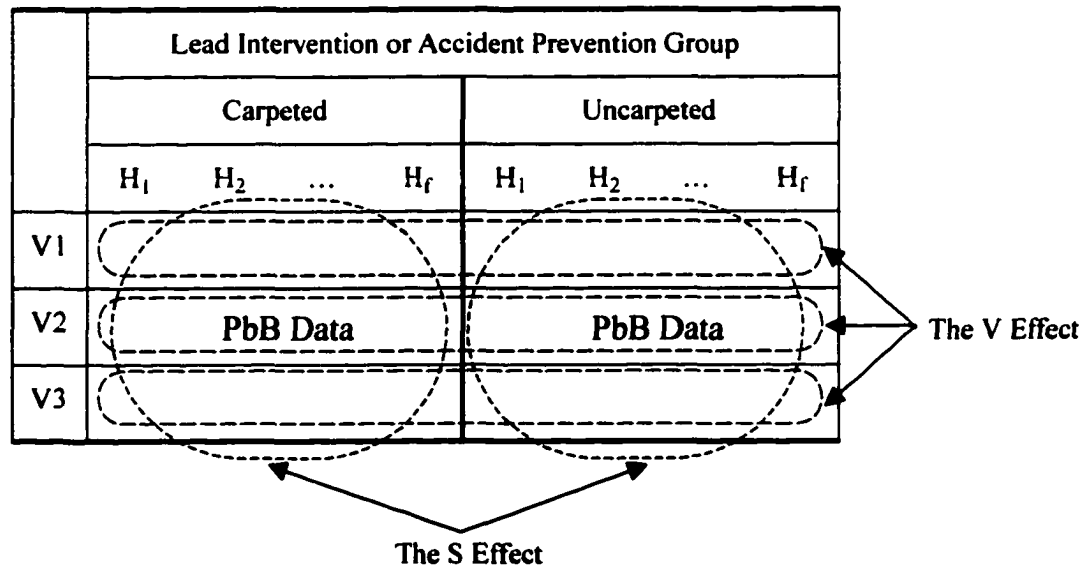 Lead Intervention or Accident Prevention Group
Carpeted Uncarpeted
H1 H2 ... Hf H1 H2 ... Hf
V1
V2 PbB Data PbB Data
V3
The V Effect
The S Effect